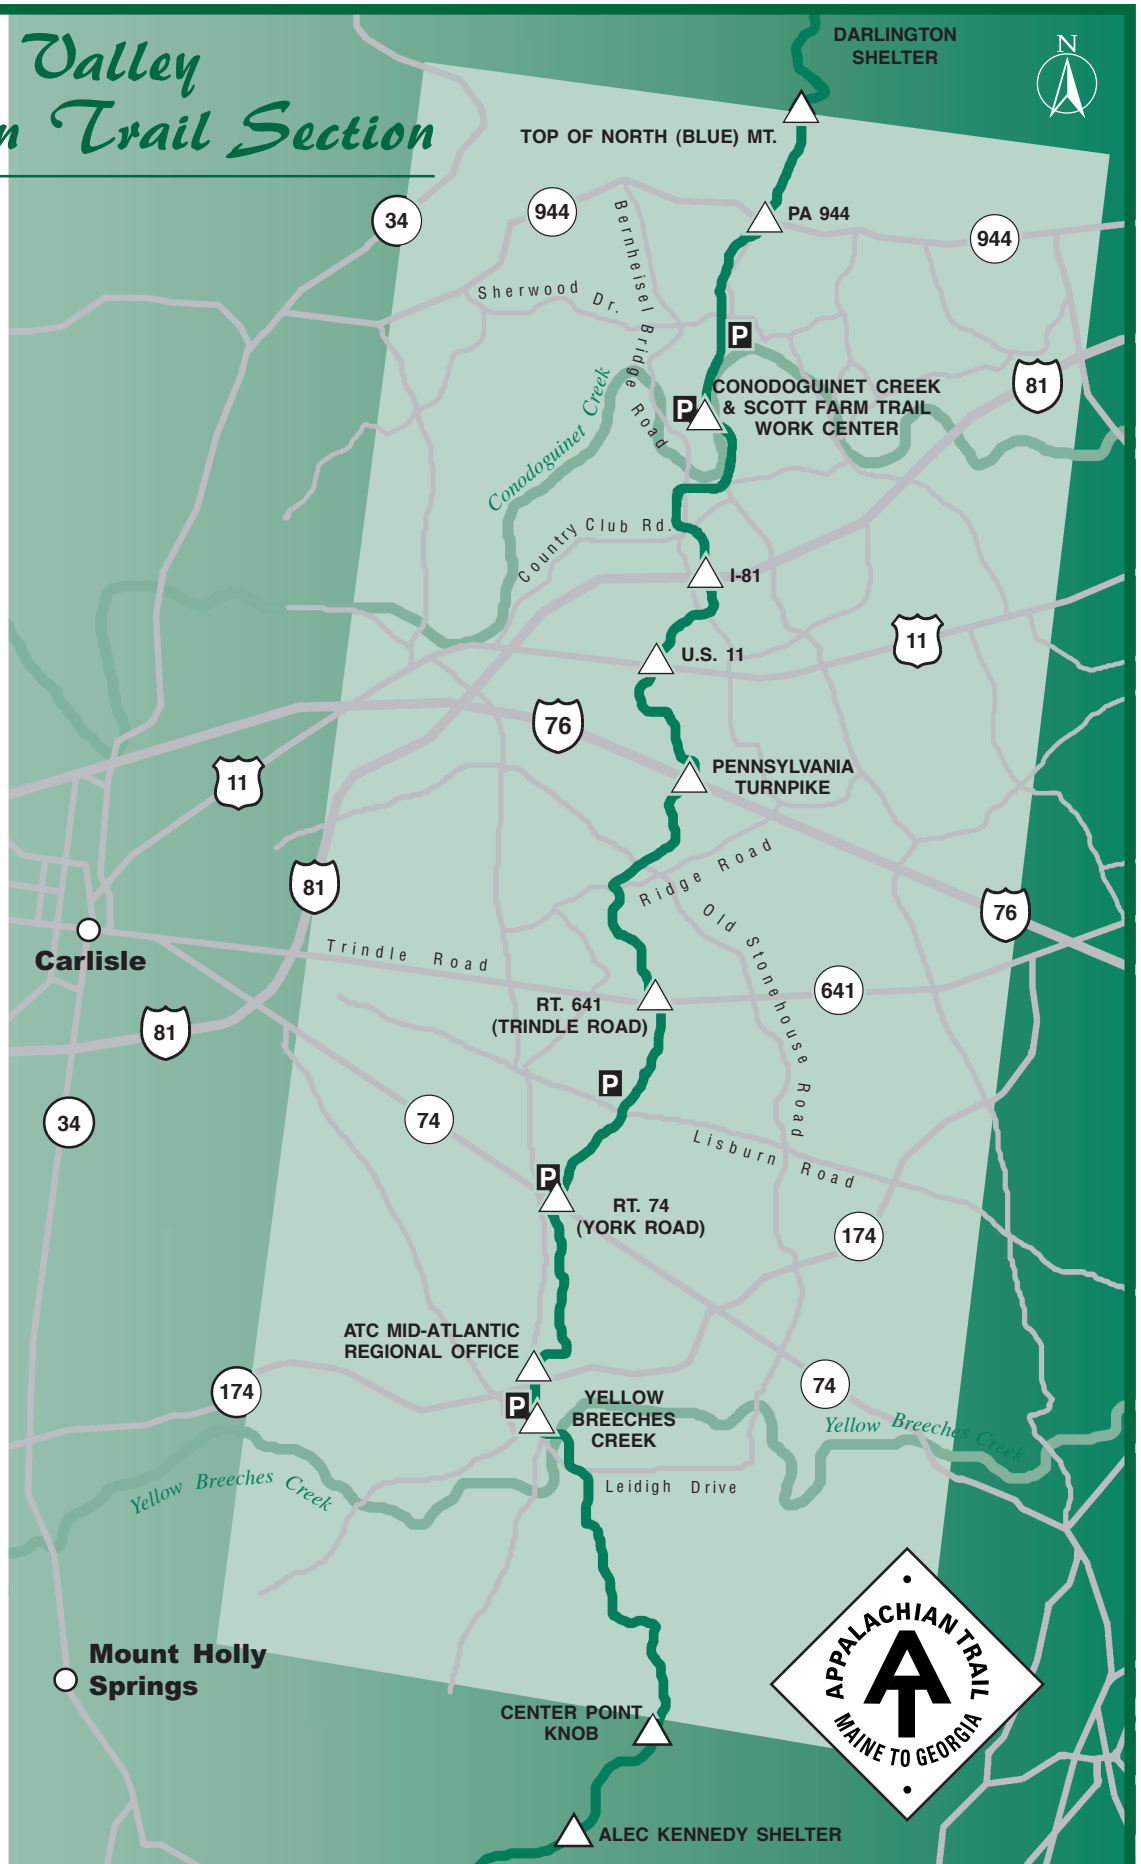 Valley
n Trail Section
DARLINGTON
SHELTER
N
TOP OF NORTH (BLUE) MT.
34
944
PA 944
944
Bernheisel Bridge Road
Sherwood Dr.
P
81
CONODOGUINET CREEK
& SCOTT FARM TRAIL
WORK CENTER
P
Conodoguinet Creek
Country Club Rd.
I-81
11
U.S. 11
76
PENNSYLVANIA
TURNPIKE
11
Ridge Road
81
Old Stonehouse Road
76
Carlisle
Trindle Road
641
RT. 641
(TRINDLE ROAD)
81
P
34
74
Lisburn Road
P
RT. 74
(YORK ROAD)
174
ATC MID-ATLANTIC
REGIONAL OFFICE
174
74
P
YELLOW
BREECHES
CREEK
Yellow Breeches Creek
Yellow Breeches Creek
Leidigh Drive
APPALACHIAN TRAIL
AT
MAINE TO GEORGIA
Mount Holly
Springs
CENTER POINT
KNOB
ALEC KENNEDY SHELTER